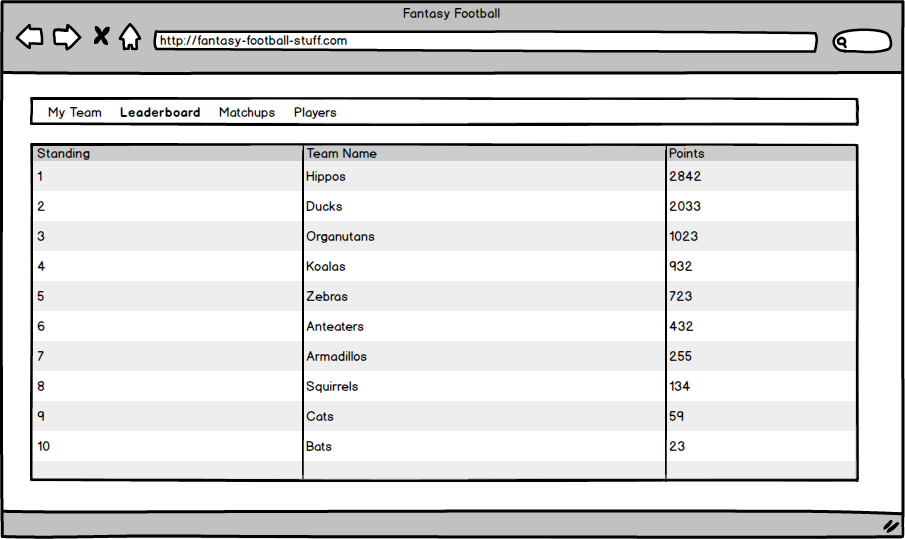 Fantasy Football
http://fantasy-football-stuff.com
My Team Leaderboard Matchups Players
Standing Team Name Points
1 Hippos 2842
2 Ducks 2033
3 Organutans 1023
4 Koalas 932
5 Zebras 723
6 Anteaters 432
7 Armadillos 255
8 Squirrels 134
9 Cats 59
10 Bats 23